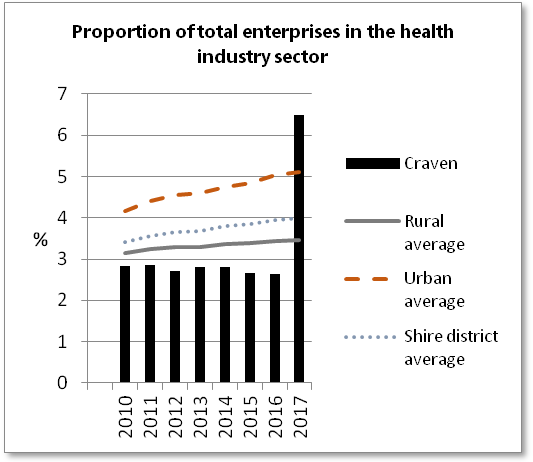 Proportion of total enterprises in the health
industry sector
7
6
5
4
3
2
1
0
%
2010
2011
2012
2013
2014
2015
2016
2017
Craven
Rural
average
Urban
average
Shire district
average